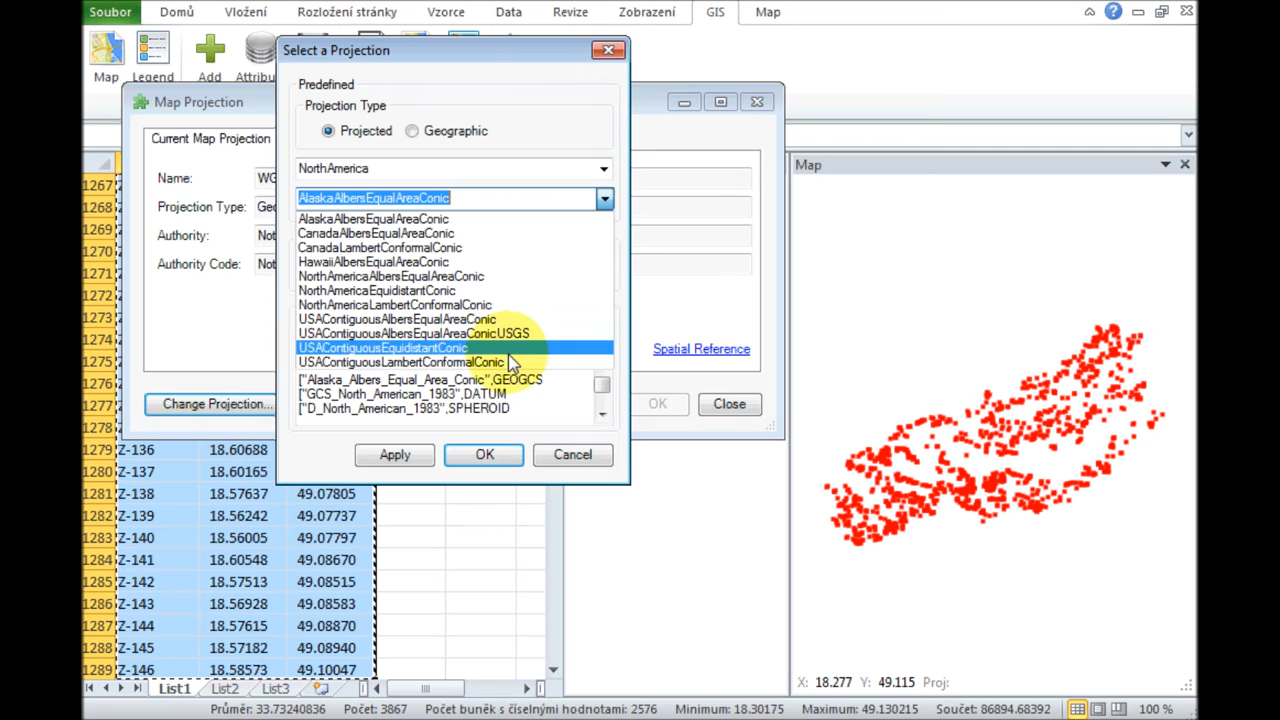 Soubor Domů Vložení Rozložení stránky Vzorce Data Revize Zobrazení GIS Map
Map Legend Add
Select a Projection
Predefined
Projection Type
Projected Geographic
NorthAmerica
AlaskaAlbersEqualAreaConic
AlaskaAlbersEqualAreaConic
CanadaAlbersEqualAreaConic
CanadaLambertConformalConic
HawaiiAlbersEqualAreaConic
NorthAmericaAlbersEqualAreaConic
NorthAmericaEquidistantConic
NorthAmericaLambertConformalConic
USAContiguousAlbersEqualAreaConic
USAContiguousAlbersEqualAreaConicUSGS
USAContiguousEquidistantConic
USAContiguousLambertConformalConic
["Alaska_Albers_Equal_Area_Conic",GEOGCS
["GCS_North_American_1983",DATUM
["D_North_American_1983",SPHEROID
Apply OK Cancel
Map Projection
Current Map Projection
Name: WG
Projection Type: Geo
Authority: Not
Authority Code: Not
Spatial Reference
Change Projection... OK Close
Map
1267
1268
1269
1270
1271
1272
1273
1274
1275
1276
1277
1278
1279 Z-136 18.60688
1280 Z-137 18.60165
1281 Z-138 18.57637 49.07805
1282 Z-139 18.56242 49.07737
1283 Z-140 18.56005 49.07797
1284 Z-141 18.60548 49.08670
1285 Z-142 18.57513 49.08515
1286 Z-143 18.56928 49.08583
1287 Z-144 18.57615 49.08870
1288 Z-145 18.57182 49.08940
1289 Z-146 18.58573 49.10047
List1 List2 List3
X: 18.277 Y: 49.115 Proj:
Průměr: 33.73240836 Počet: 3867 Počet buněk s číselnými hodnotami: 2576 Minimum: 18.30175 Maximum: 49.130215 Součet: 86894.68392 100 %